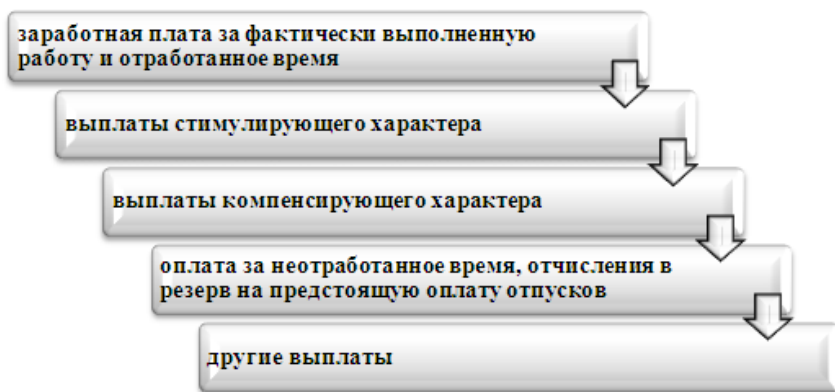 заработная плата за фактически выполненную
работу и отработанное время
выплаты стимулирующего характера
выплаты компенсирующего характера
оплата за неотработанное время, отчисления в
резерв на предстоящую оплату отпусков
другие выплаты